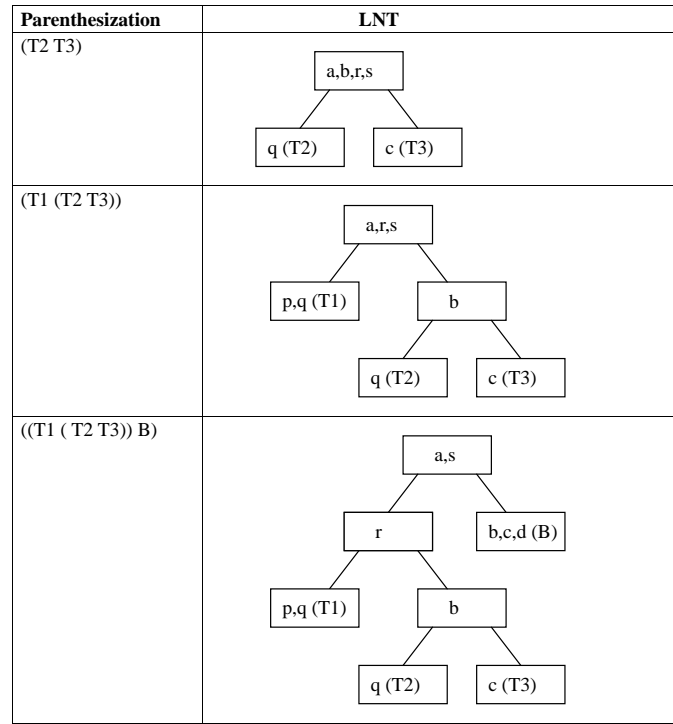 Parenthesization LNT
(T2 T3)
a,b,r,s
q (T2) c (T3)
(T1 (T2 T3))
a,r,s
p,q (T1) b
q (T2) c (T3)
((T1 ( T2 T3)) B)
a,s
r b,c,d (B)
p,q (T1) b
q (T2) c (T3)